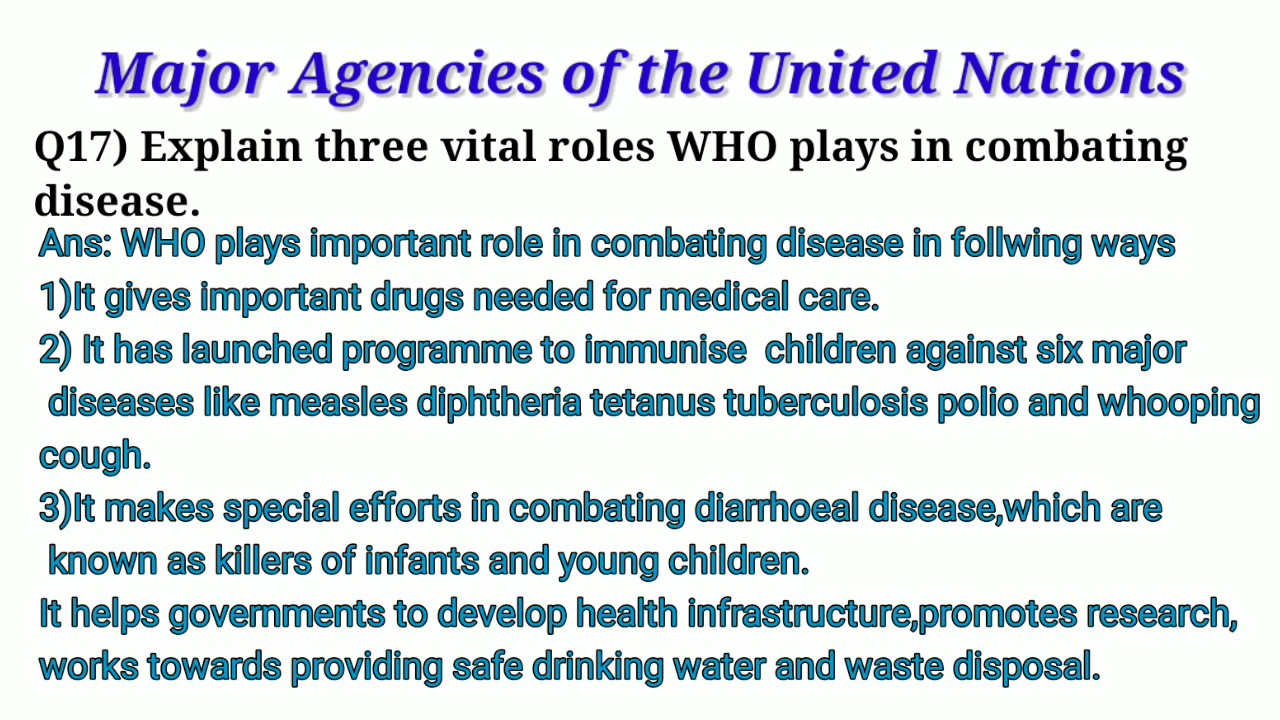 Major Agencies of the United Nations
Q17) Explain three vital roles WHO plays in combating
disease.
Ans: WHO plays important role in combating disease in follwing ways
1)It gives important drugs needed for medical care.
2) It has launched programme to immunise  children against six major
diseases like measles diphtheria tetanus tuberculosis polio and whooping
cough.
3)It makes special efforts in combating diarrhoeal disease,which are
known as killers of infants and young children.
It helps governments to develop health infrastructure,promotes research,
works towards providing safe drinking water and waste disposal.